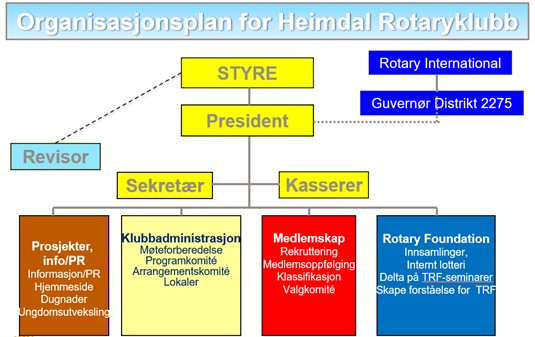 Organisasjonsplan for Heimdal Rotaryklubb
STYRE
Rotary International
Guvernør Distrikt 2275
President
Revisor
Sekretær
Kasserer
Prosjekter,
info/PR
Informasjon/PR
Hjemmeside
Dugnader
Ungdomsutveksling
Klubbadministrasjon
Møteforberedelse
Programkomité
Arrangementskomité
Lokaler
Medlemskap
Rekruttering
Medlemsoppfølging
Klassifikasjon
Valgkomité
Rotary Foundation
Innsamlinger,
Internt lotteri
Delta på TRF-seminarer
Skape forståelse for TRF